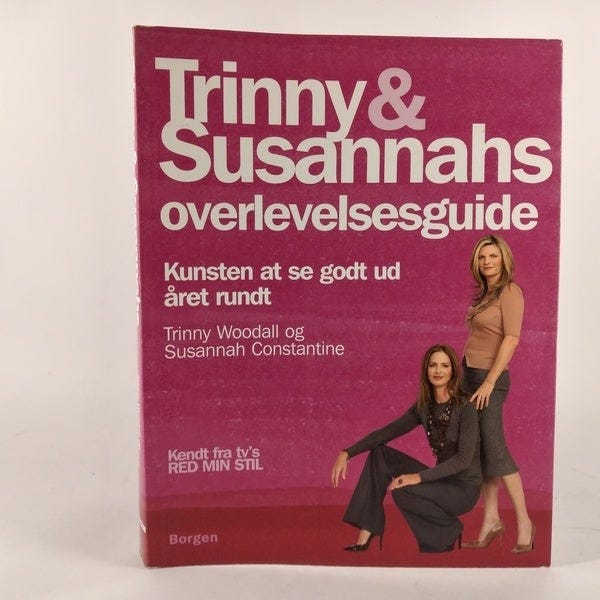 Trinny &
Susannahs
overlevelsesguide
Kunsten at se godt ud
året rundt
Trinny Woodall og
Susannah Constantine
Kendt fra tv's
RED MIN STIL
Borgen